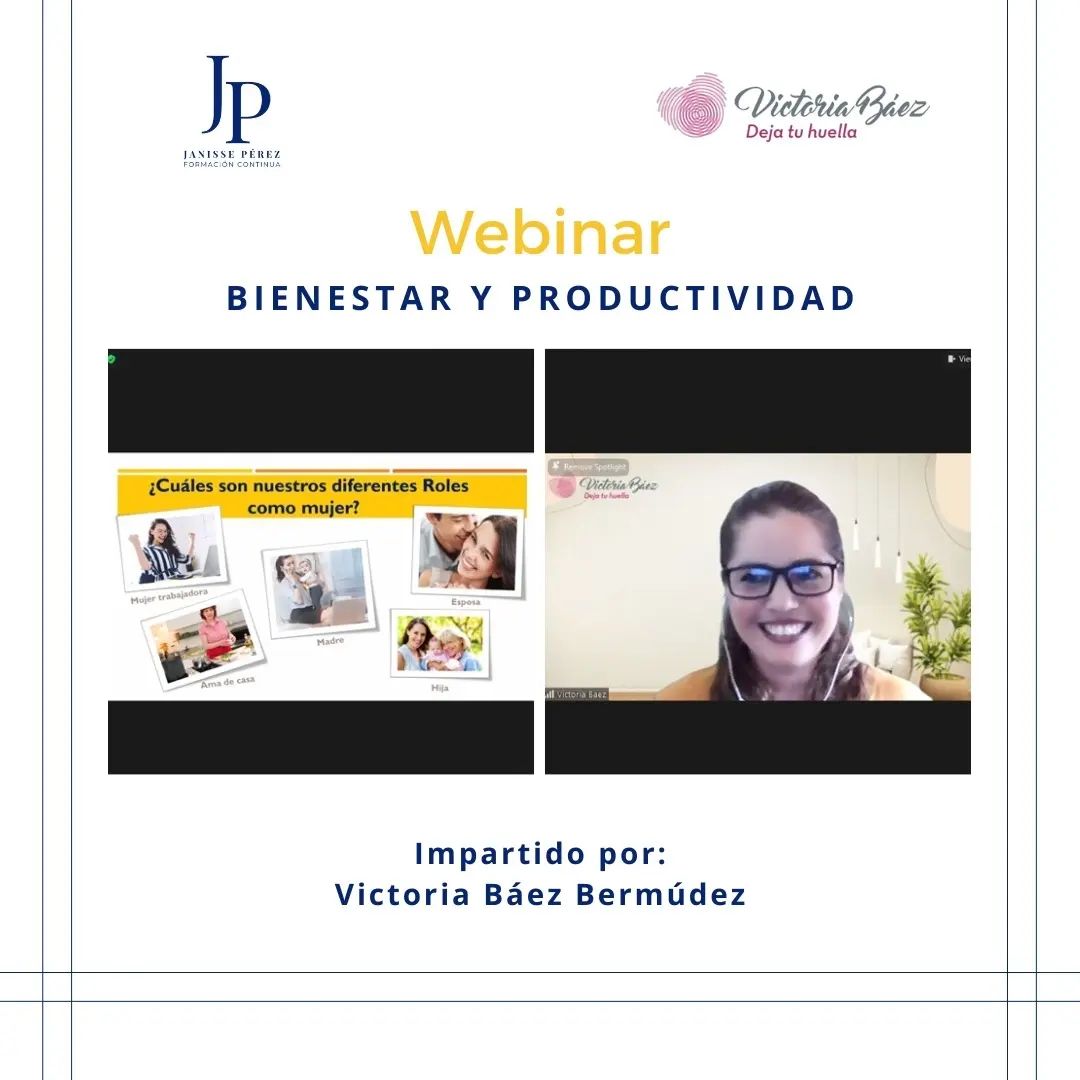 JP
JANISSE PÉREZ
FORMACIÓN CONTINUA
Victoria Báez
Deja tu huella
Webinar
BIENESTAR Y PRODUCTIVIDAD
¿Cuáles son nuestros diferentes Roles
como mujer?
Mujer trabajadora
Madre
Esposa
Ama de casa
Hija
Remove Spotlight
Victoria Báez
Deja tu huella
Victoria Báez
Impartido por:
Victoria Báez Bermúdez